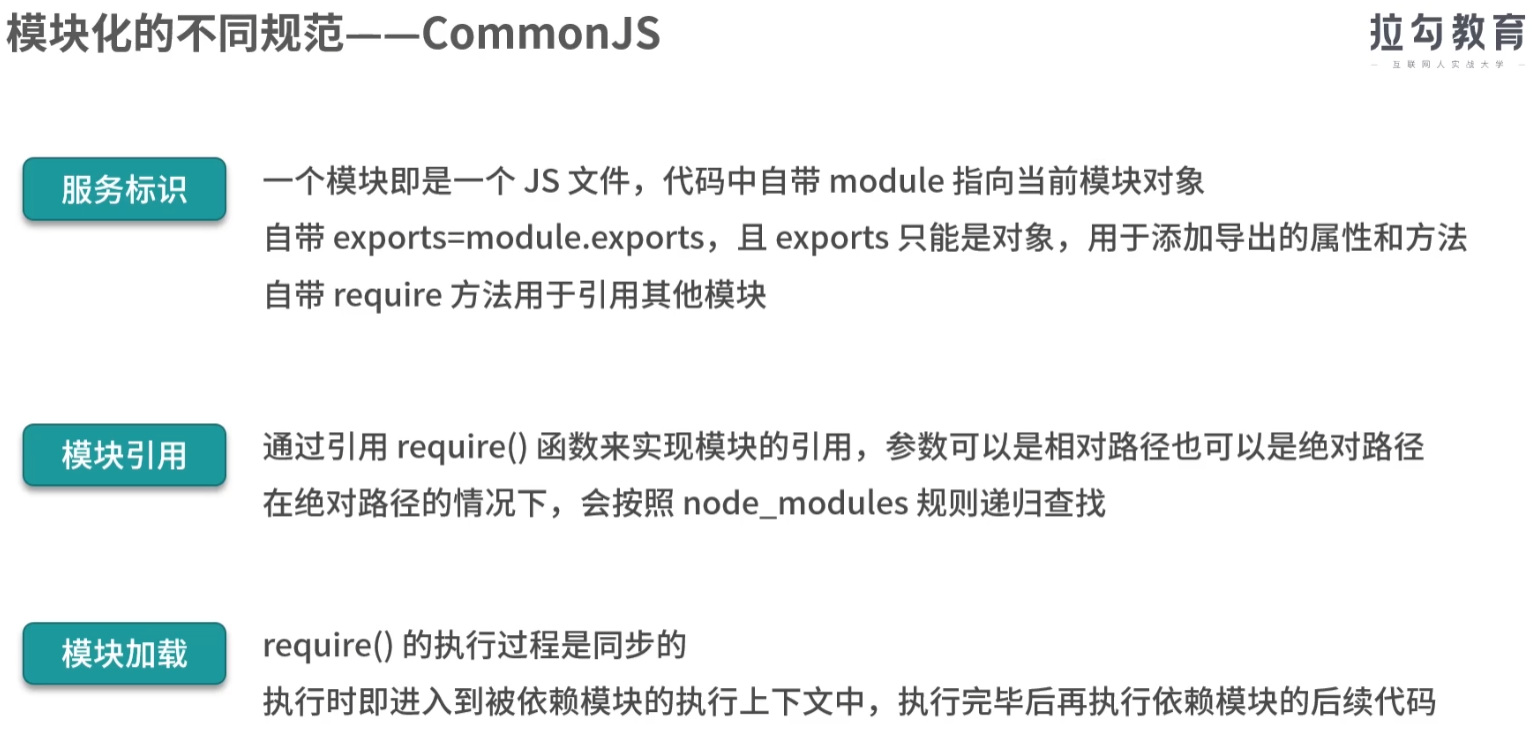 模块化的不同规范——CommonJS
拉勾教育
— 互联网人实战大学 —
服务标识
一个模块即是一个 JS 文件，代码中自带 module 指向当前模块对象
自带 exports=module.exports，且 exports 只能是对象，用于添加导出的属性和方法
自带 require 方法用于引用其他模块
模块引用
通过引用 require() 函数来实现模块的引用，参数可以是相对路径也可以是绝对路径
在绝对路径的情况下，会按照 node_modules 规则递归查找
模块加载
require() 的执行过程是同步的
执行时即进入到被依赖模块的执行上下文中，执行完毕后再执行依赖模块的后续代码